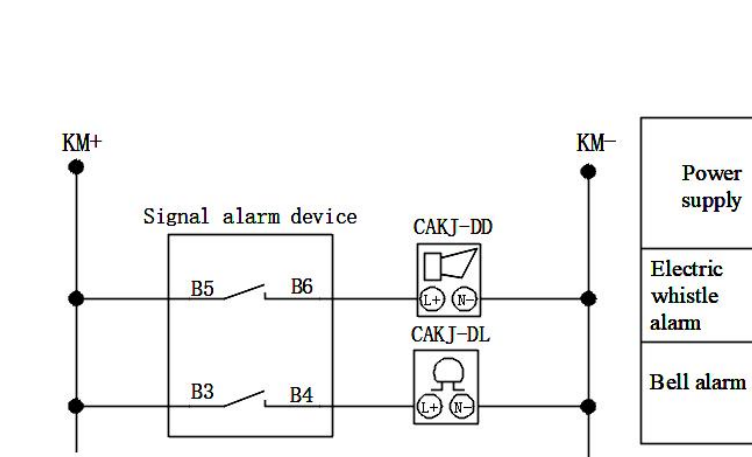 KM+
KM-
Power
supply
Signal alarm device
CAKJ-DD
Electric
whistle
alarm
B5
B6
L+
N-
CAKJ-DL
Bell alarm
B3
B4
L+
N-